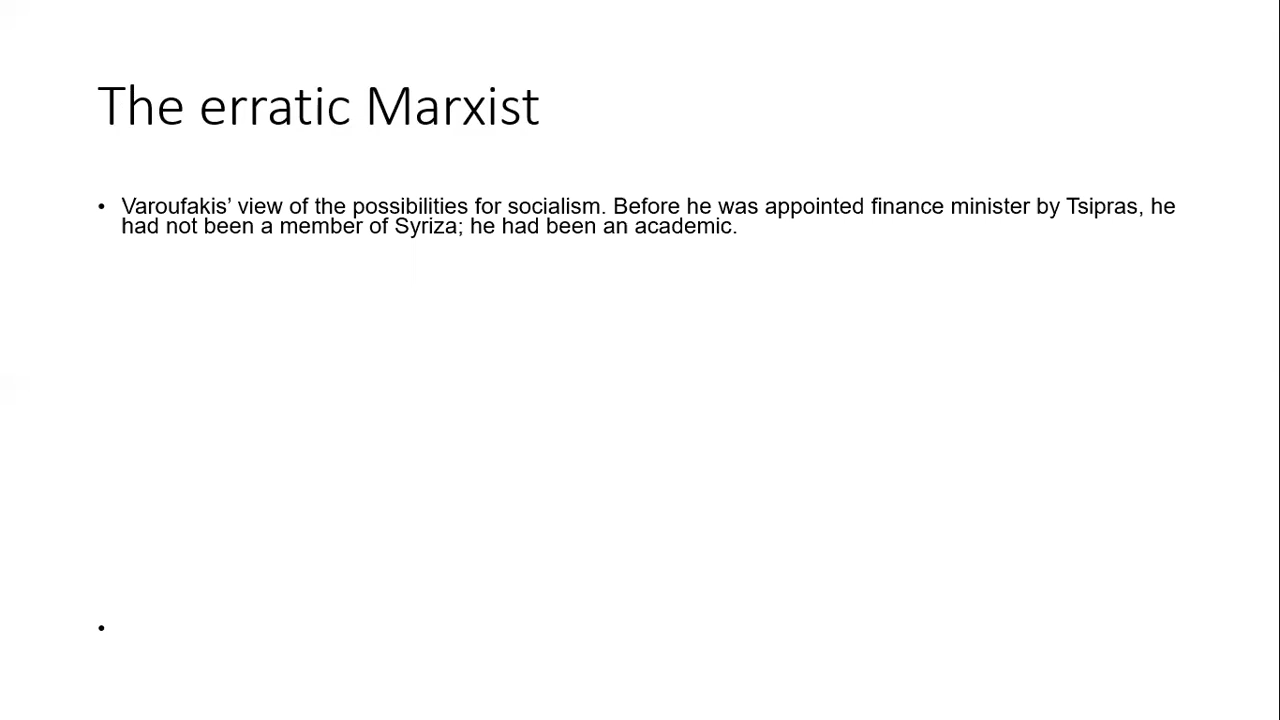 The erratic Marxist
• Varoufakis’ view of the possibilities for socialism. Before he was appointed finance minister by Tsipras, he
had not been a member of Syriza; he had been an academic.
•